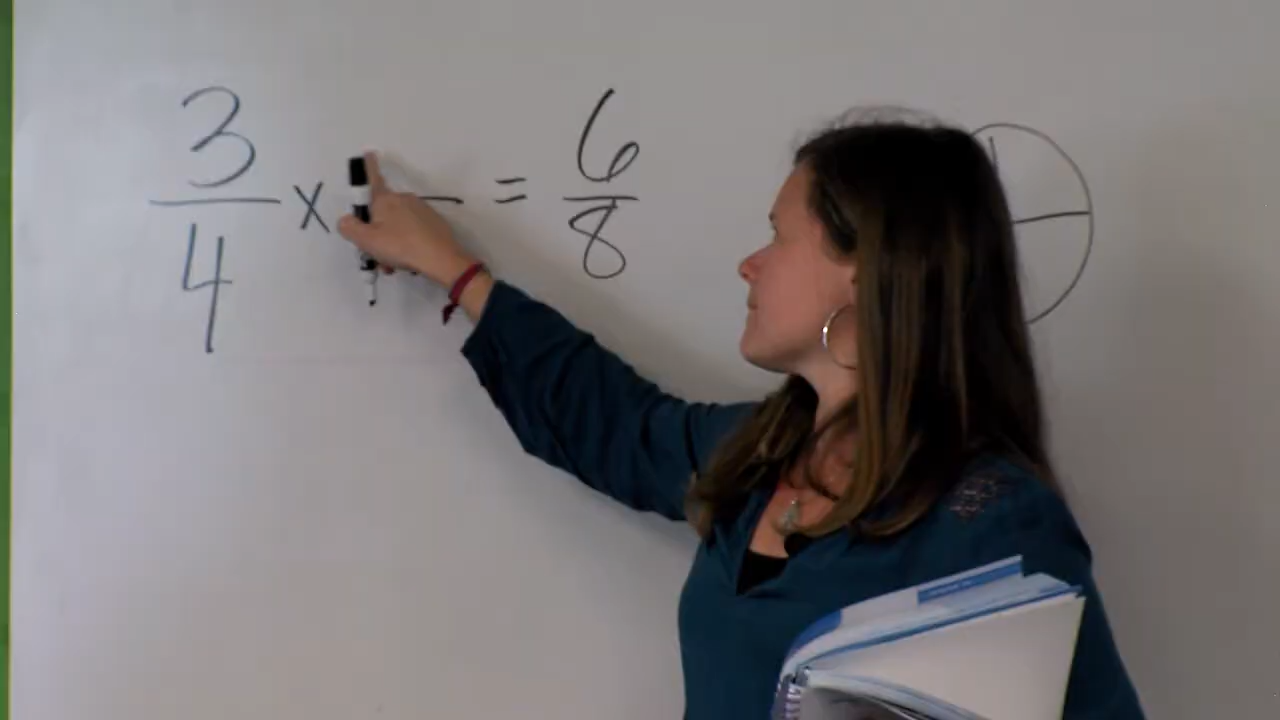 3/4 x — = 6/8